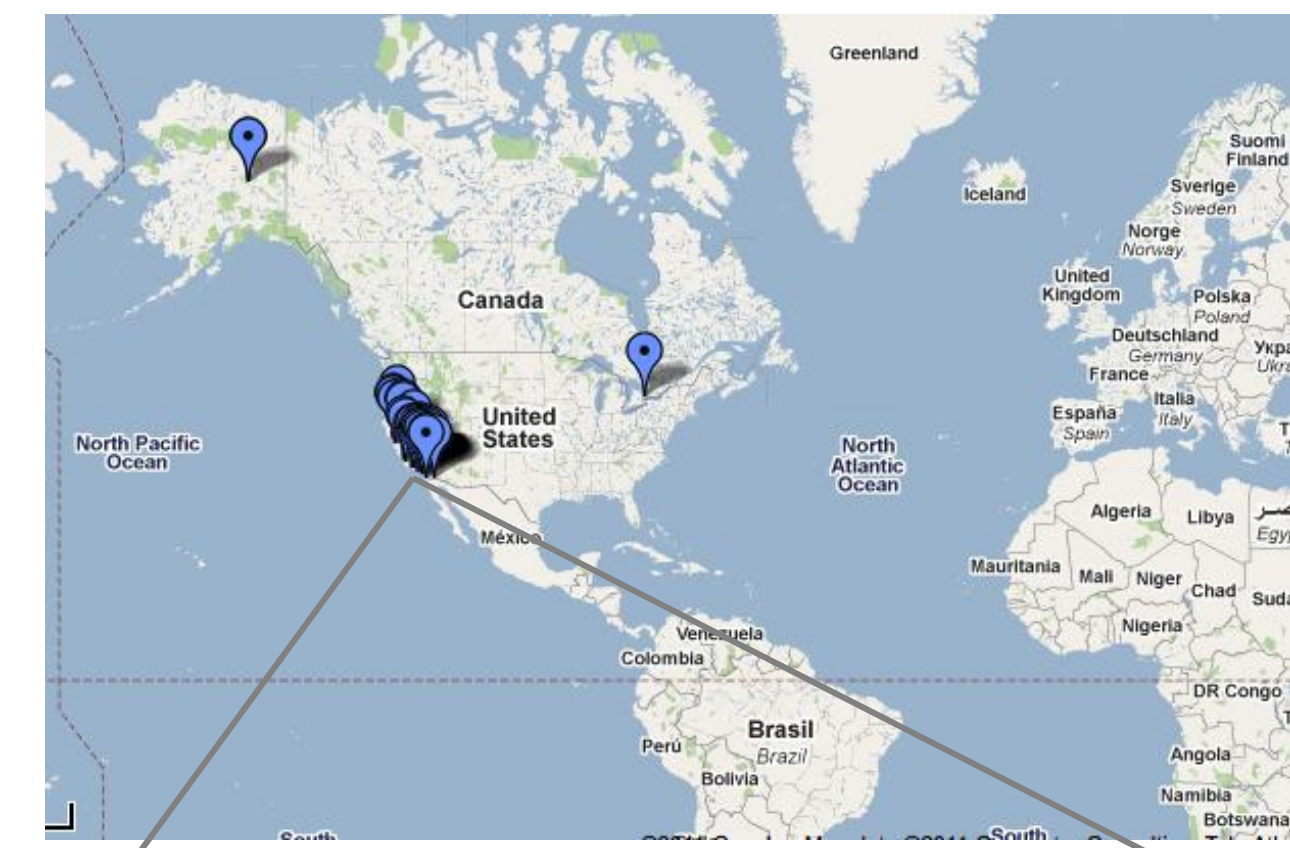 Greenland
Suomi
Finland
Iceland
Sverige
Sweden
Norge
Norway
United
Kingdom
Canada
Polska
Poland
Deutschland
Germany
France
Italia
Italy
España
Spain
United
States
North Pacific
Ocean
North
Atlantic
Ocean
Algeria
Libya
México
Mauritania
Mali
Niger
Chad
Nigeria
Venezuela
Colombia
DR Congo
Brasil
Brazil
Perú
Bolivia
Angola
Namibia
Botswana
South
South